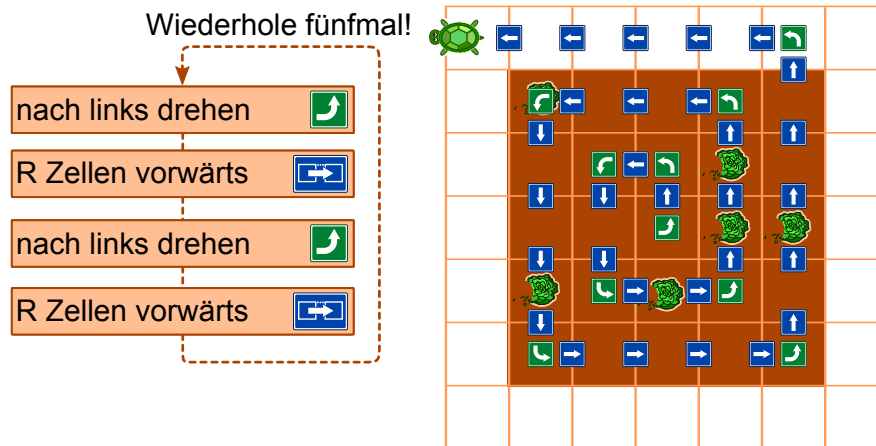 Wiederhole fünfmal!
nach links drehen
R Zellen vorwärts
nach links drehen
R Zellen vorwärts